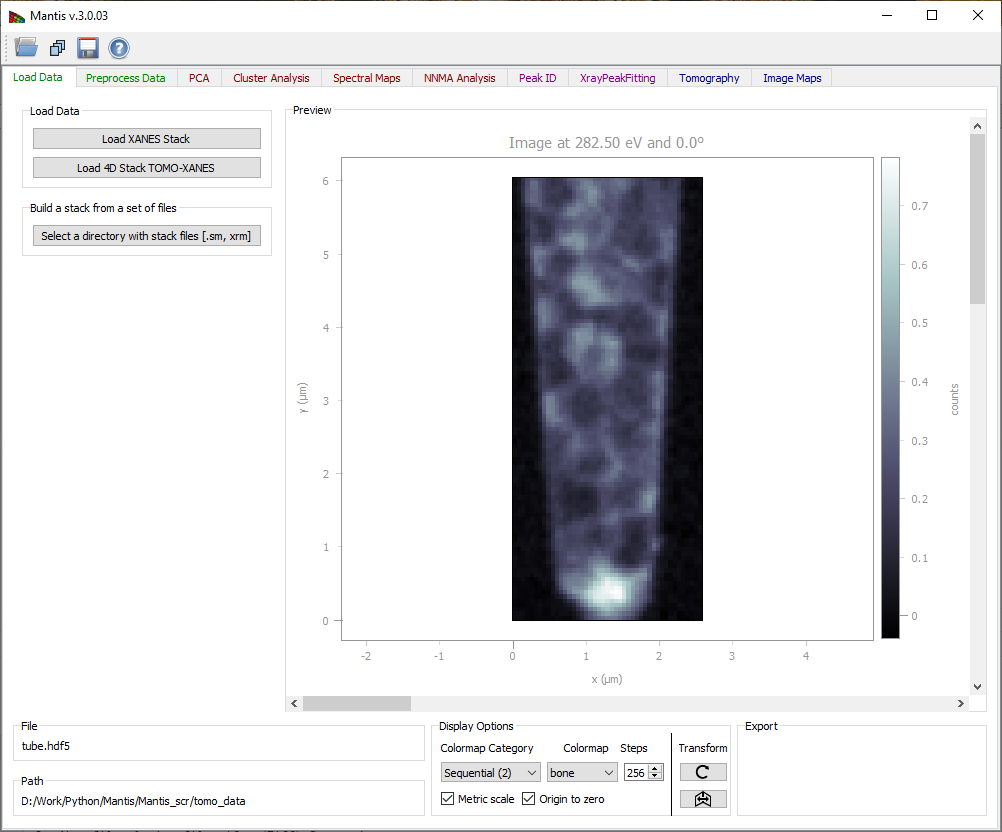 Mantis v.3.0.03
Load Data Preprocess Data PCA Cluster Analysis Spectral Maps NNMA Analysis Peak ID XrayPeakFitting Tomography Image Maps
Load Data
Load XANES Stack
Load 4D Stack TOMO-XANES
Build a stack from a set of files
Select a directory with stack files [.sm, xrm]
Preview
Image at 282.50 eV and 0.0º
6
5
4
3
2
1
0
y (µm)
-2 -1 0 1 2 3 4
x (µm)
0.7
0.6
0.5
0.4
0.3
0.2
0.1
0
counts
File
tube.hdf5
Path
D:/Work/Python/Mantis/Mantis_scr/tomo_data
Display Options
Colormap Category Colormap Steps
Sequential (2) bone 256
Metric scale Origin to zero
Transform
Export